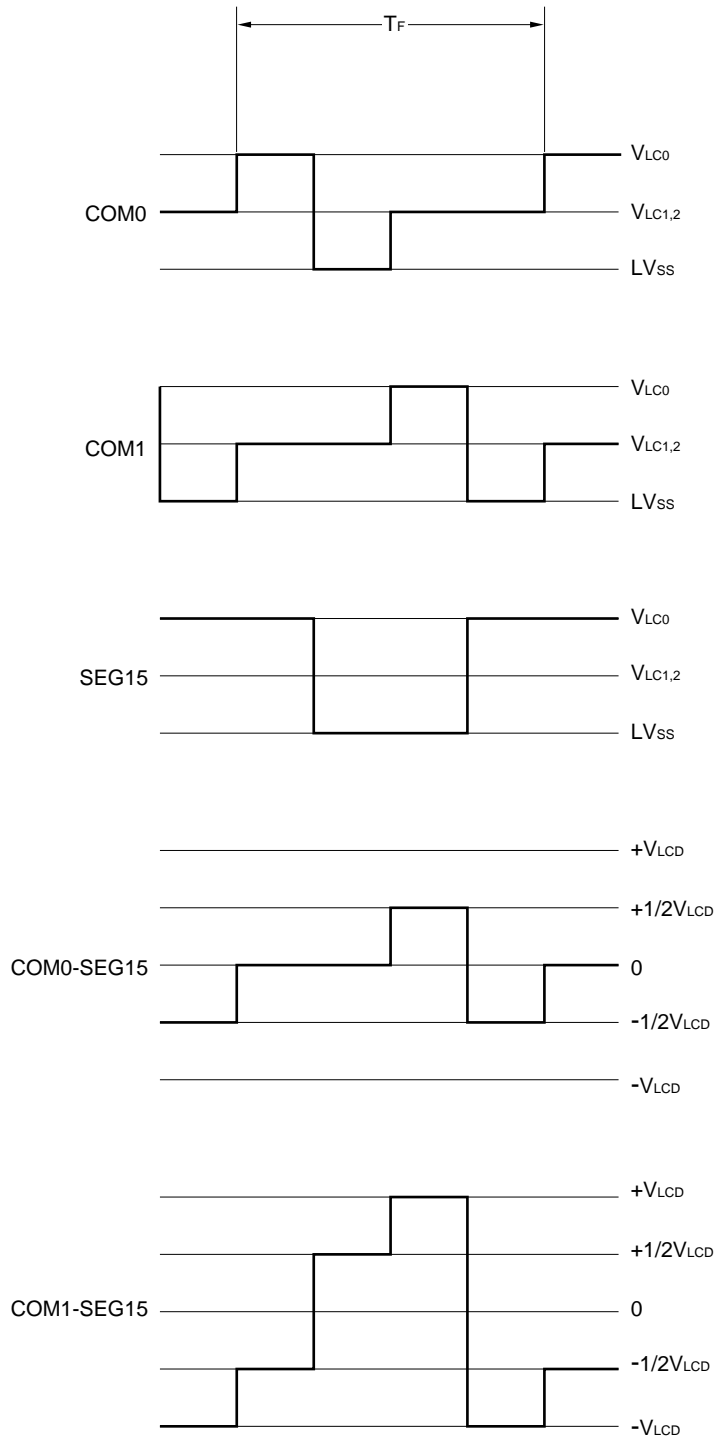 TF
VLC0
COM0
VLC1,2
LVSS
VLC0
COM1
VLC1,2
LVSS
VLC0
SEG15
VLC1,2
LVSS
+VLCD
+1/2VLCD
COM0-SEG15
0
-1/2VLCD
-VLCD
+VLCD
+1/2VLCD
COM1-SEG15
0
-1/2VLCD
-VLCD